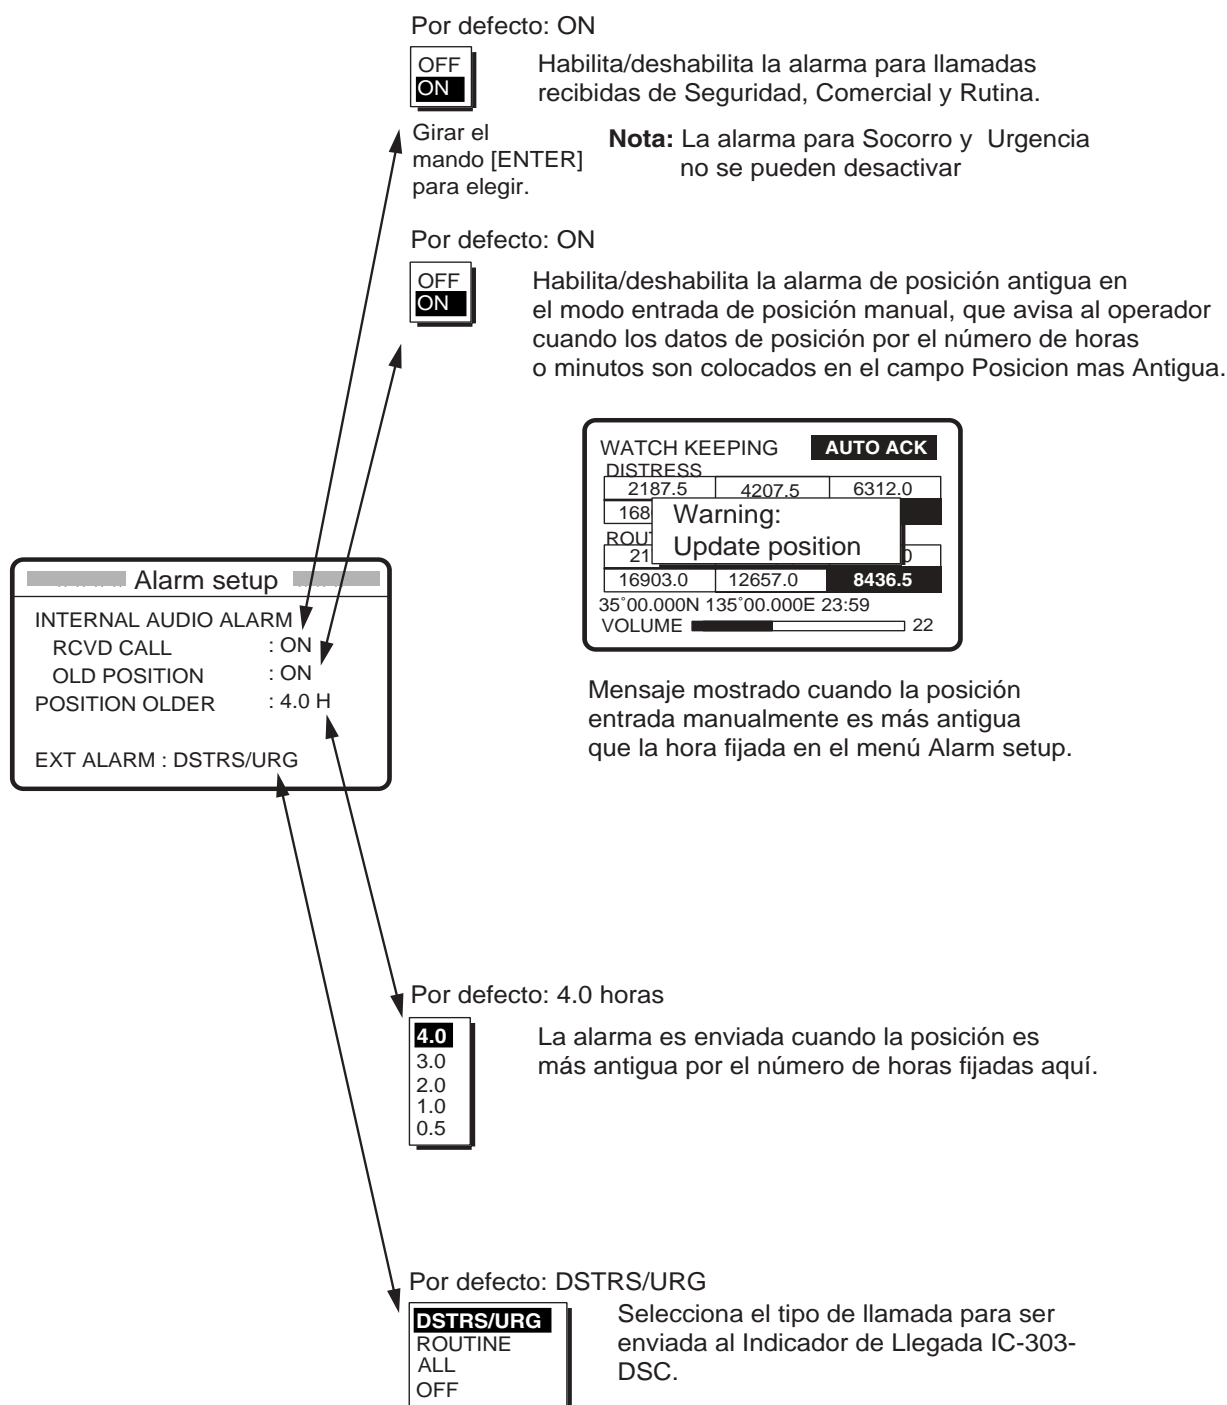 Por defecto: ON
OFF
ON
Habilita/deshabilita la alarma para llamadas
recibidas de Seguridad, Comercial y Rutina.
Girar el
mando [ENTER]
para elegir.
Nota: La alarma para Socorro y Urgencia
no se pueden desactivar
Por defecto: ON
OFF
ON
Habilita/deshabilita la alarma de posición antigua en
el modo entrada de posición manual, que avisa al operador
cuando los datos de posición por el número de horas
o minutos son colocados en el campo Posicion mas Antigua.
WATCH KEEPING AUTO ACK
DISTRESS
2187.5 4207.5 6312.0
168
Warning:
Update position
ROUT
21 0
16903.0 12657.0 8436.5
35°00.000N 135°00.000E 23:59
VOLUME 22
Mensaje mostrado cuando la posición
entrada manualmente es más antigua
que la hora fijada en el menú Alarm setup.
Alarm setup
INTERNAL AUDIO ALARM
RCVD CALL : ON
OLD POSITION : ON
POSITION OLDER : 4.0 H
EXT ALARM : DSTRS/URG
Por defecto: 4.0 horas
4.0
3.0
2.0
1.0
0.5
La alarma es enviada cuando la posición es
más antigua por el número de horas fijadas aquí.
Por defecto: DSTRS/URG
DSTRS/URG
ROUTINE
ALL
OFF
Selecciona el tipo de llamada para ser
enviada al Indicador de Llegada IC-303-
DSC.